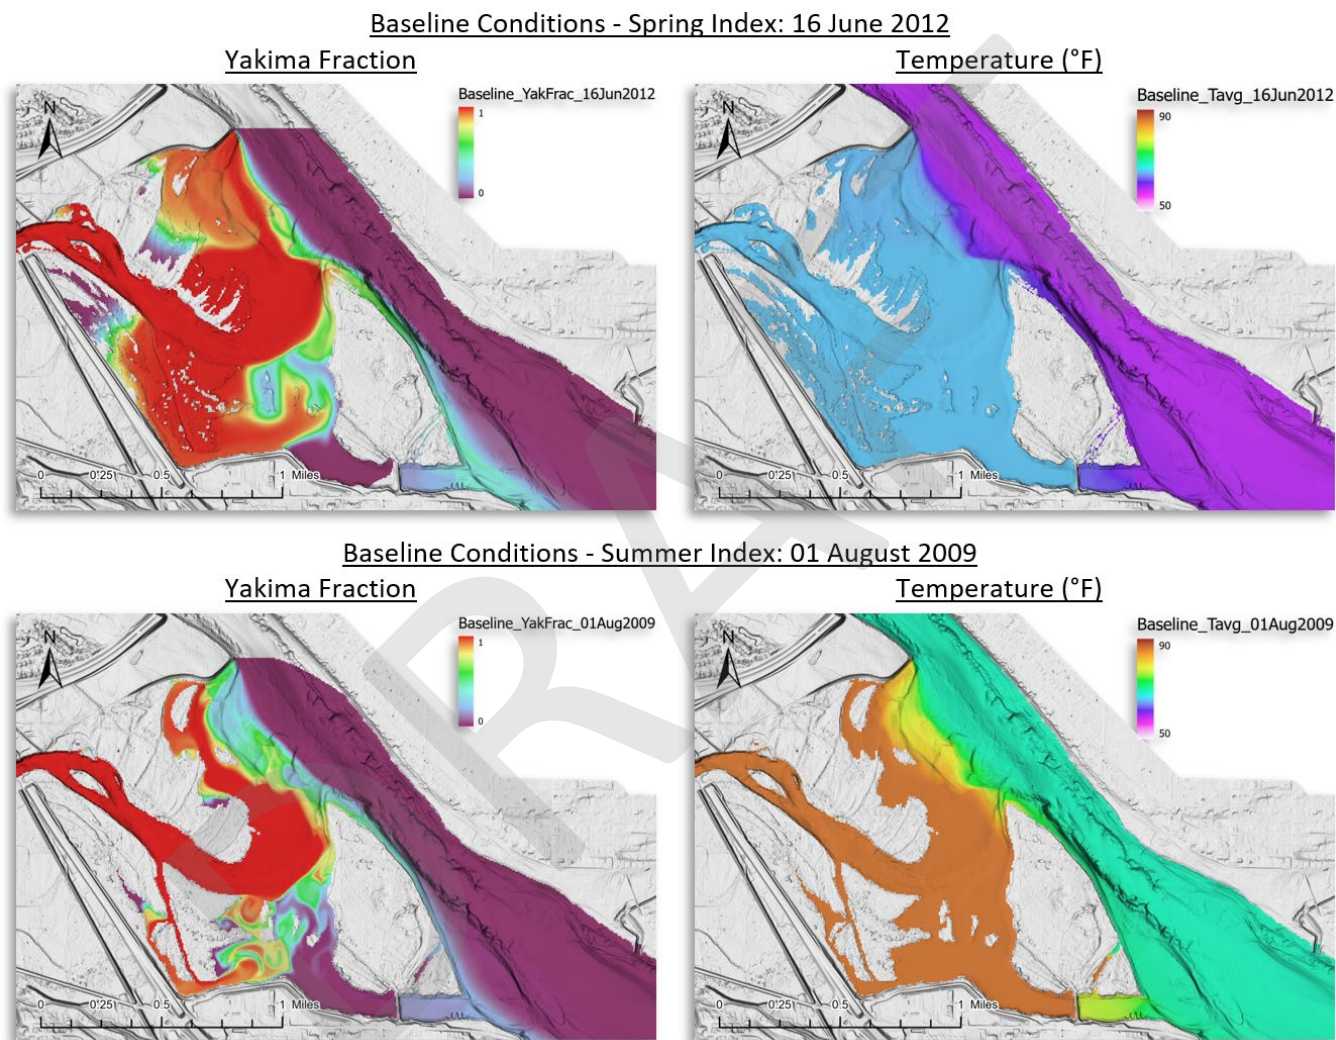 Baseline Conditions - Spring Index: 16 June 2012
Yakima Fraction
Temperature (°F)
Baseline_YakFrac_16Jun2012
1
0
N
0 0.25 0.5 1 Miles
Baseline_Tavg_16Jun2012
90
50
N
0 0.25 0.5 1 Miles
Baseline Conditions - Summer Index: 01 August 2009
Yakima Fraction
Temperature (°F)
Baseline_YakFrac_01Aug2009
1
0
N
0 0.25 0.5 1 Miles
Baseline_Tavg_01Aug2009
90
50
N
0 0.25 0.5 1 Miles
DRAFT